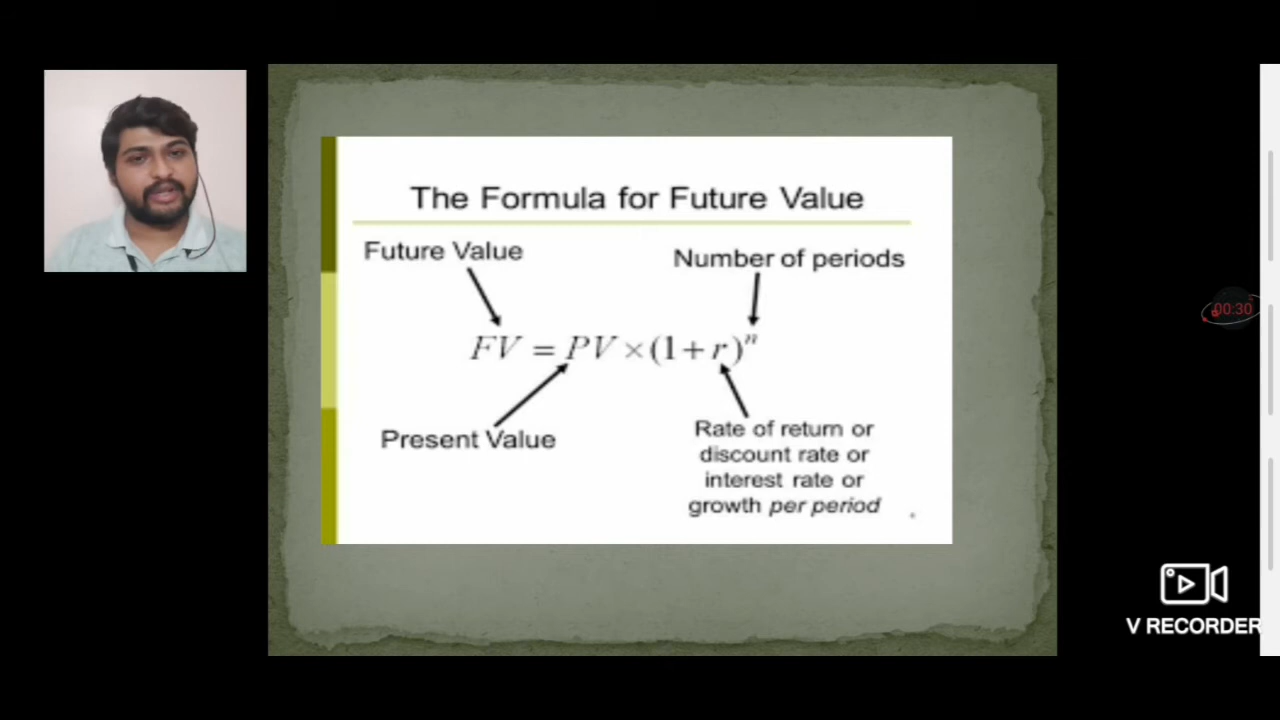 The Formula for Future Value
Future Value
Number of periods
FV = PV × (1 + r)ⁿ
Present Value
Rate of return or
discount rate or
interest rate or
growth per period
00:30
V RECORDER